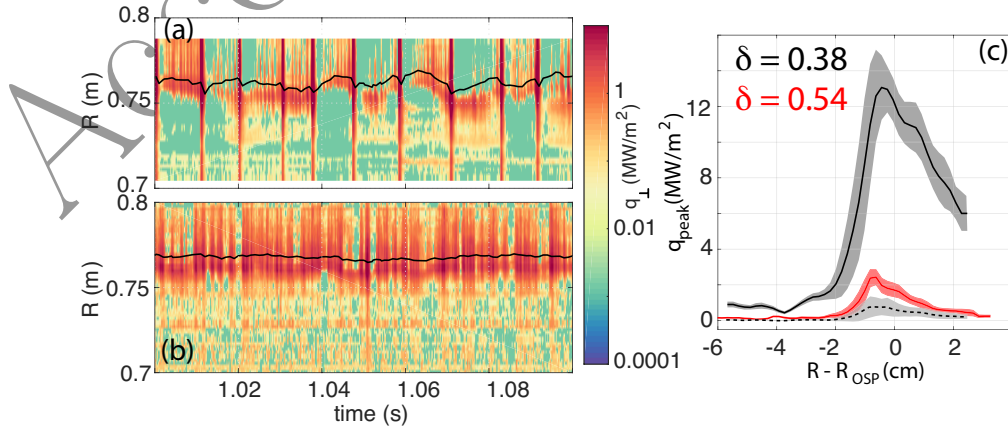 0.8
(a)
R (m)
0.75
0.7
0.8
R (m)
0.75
(b)
0.7
1.02
1.04
1.06
1.08
time (s)
1
0.01
0.0001
q⊥ (MW/m²)
(c)
δ = 0.38
δ = 0.54
q_peak(MW/m²)
12
8
4
0
-6
-4
-2
0
2
R - R_OSP (cm)
Acce